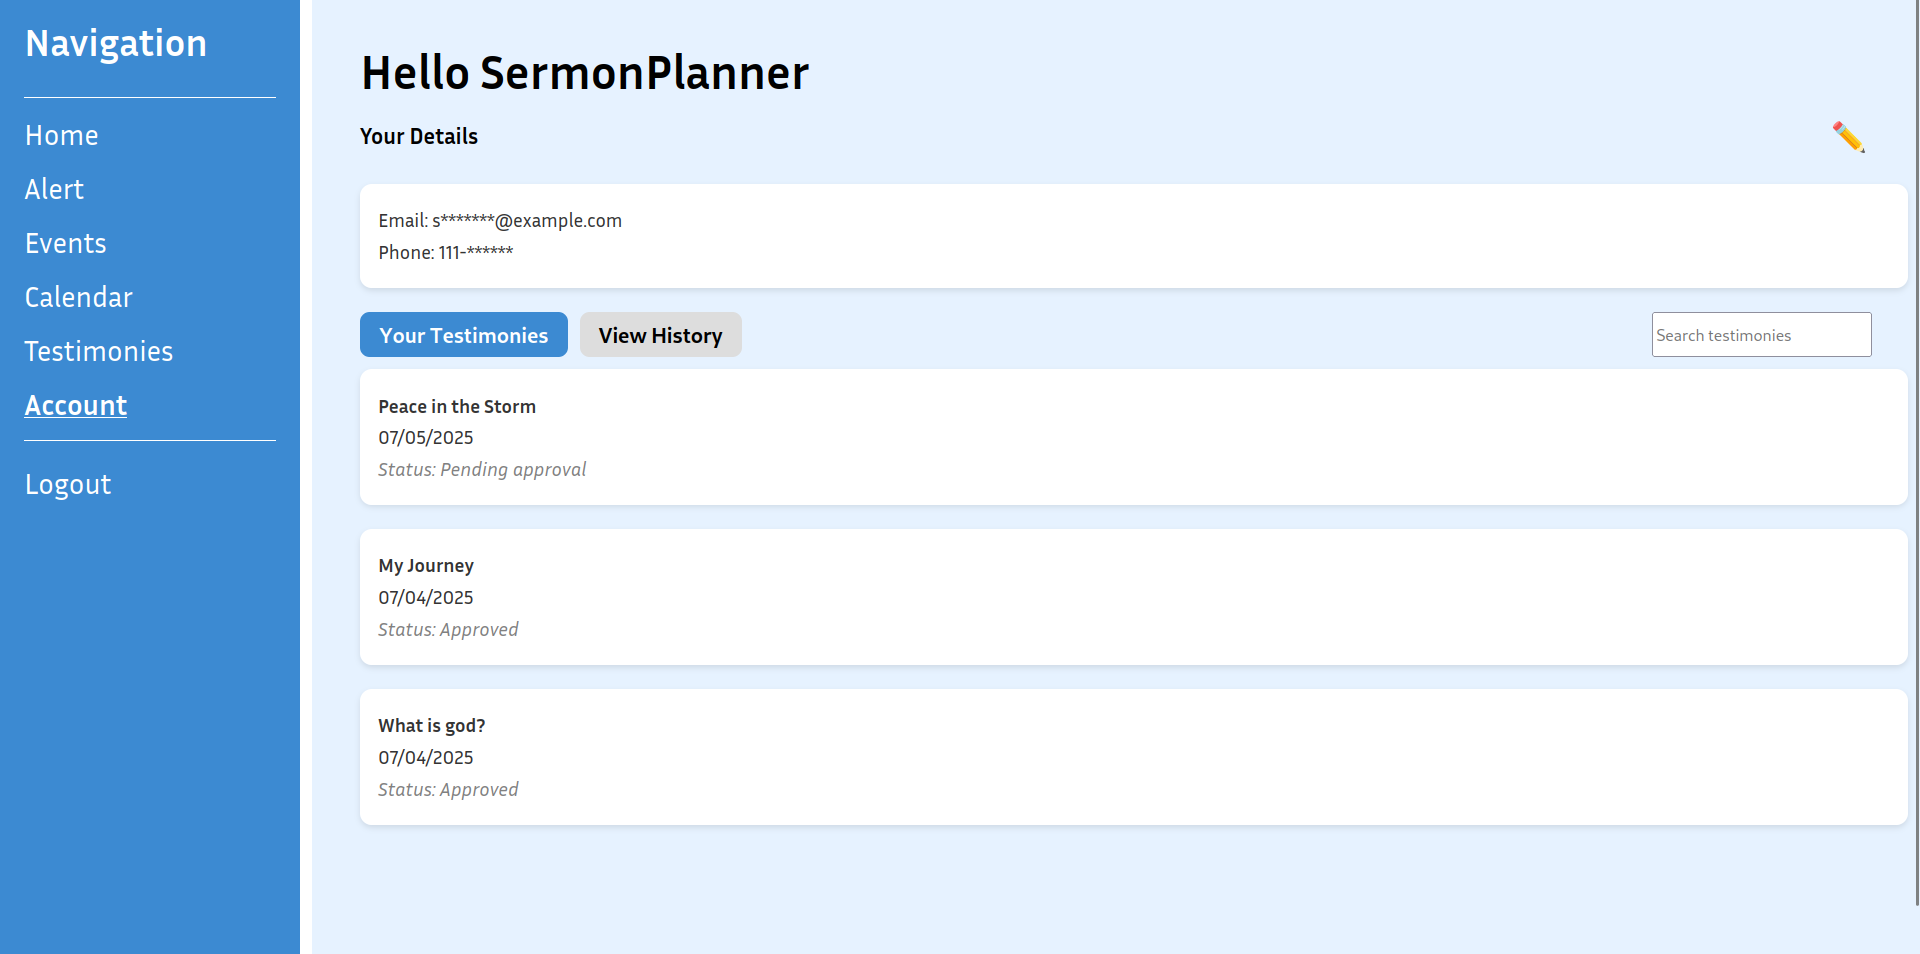 Navigation
Home
Alert
Events
Calendar
Testimonies
Account
Logout
Hello SermonPlanner
Your Details
Email: s*******@example.com
Phone: 111-******
Your Testimonies
View History
Search testimonies
Peace in the Storm
07/05/2025
Status: Pending approval
My Journey
07/04/2025
Status: Approved
What is god?
07/04/2025
Status: Approved